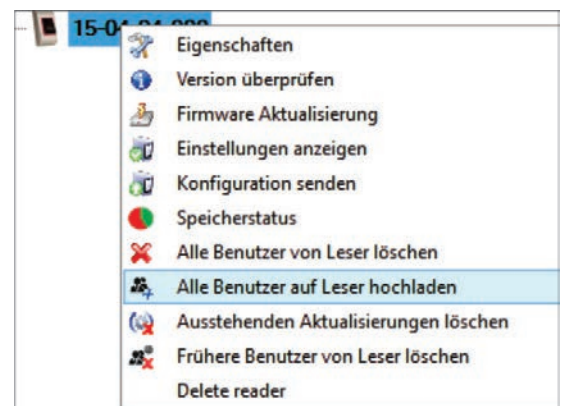 Eigenschaften
Version überprüfen
Firmware Aktualisierung
Einstellungen anzeigen
Konfiguration senden
Speicherstatus
Alle Benutzer von Leser löschen
Alle Benutzer auf Leser hochladen
Ausstehenden Aktualisierungen löschen
Frühere Benutzer von Leser löschen
Delete reader